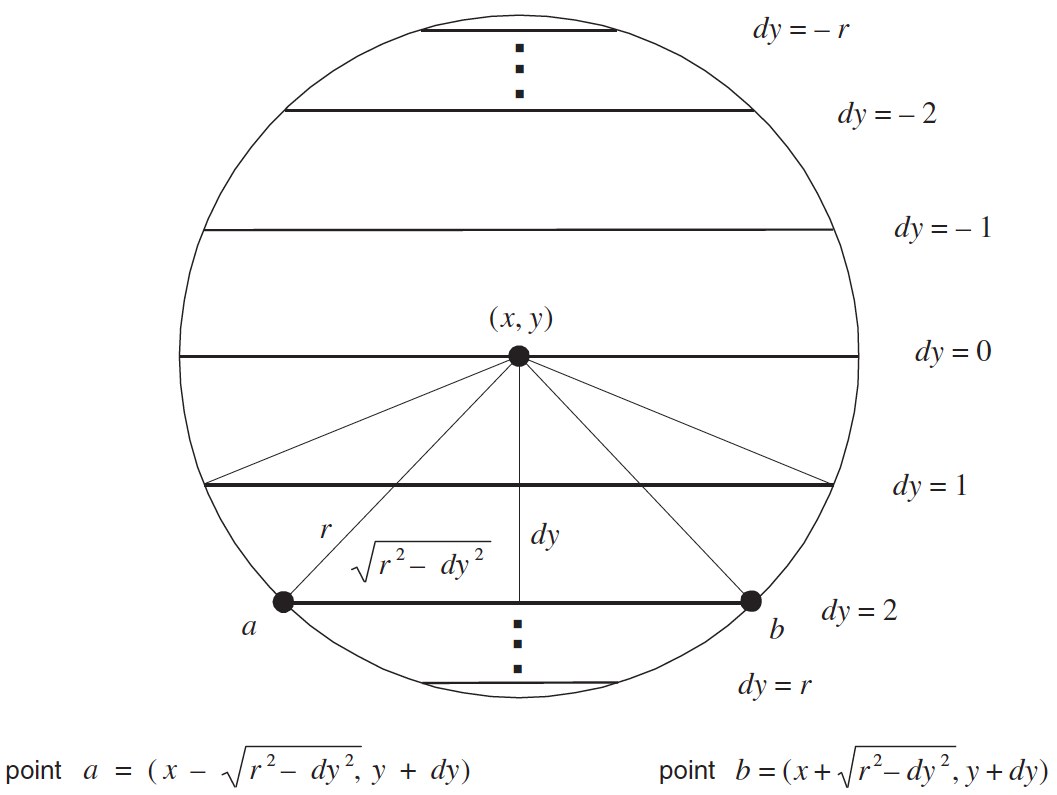 dy = – r
dy = – 2
dy = – 1
(x, y)
dy = 0
dy = 1
r
dy
√r² – dy²
a
b
dy = 2
dy = r
point a = ( x – √r² – dy², y + dy)
point b = (x + √r² – dy², y + dy)